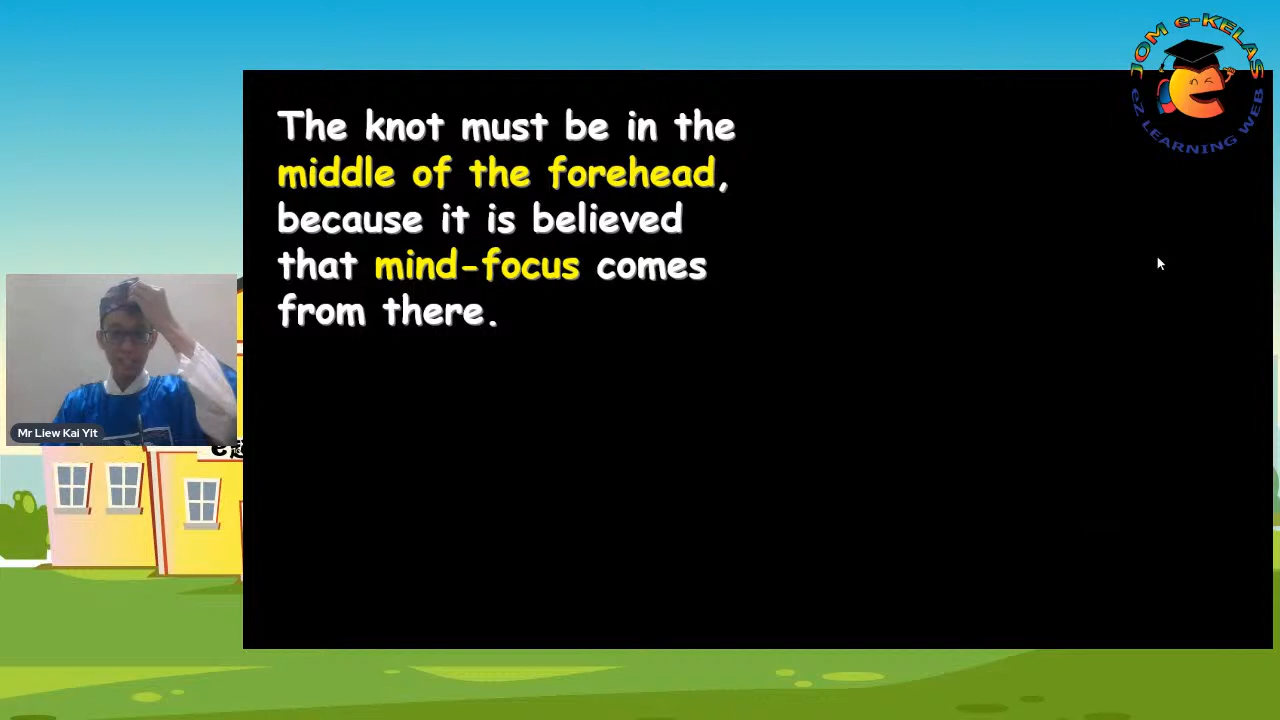 JOM e-KELAS
eZ LEARNING WEB
The knot must be in the
middle of the forehead,
because it is believed
that mind-focus comes
from there.
Mr Liew Kai Yit